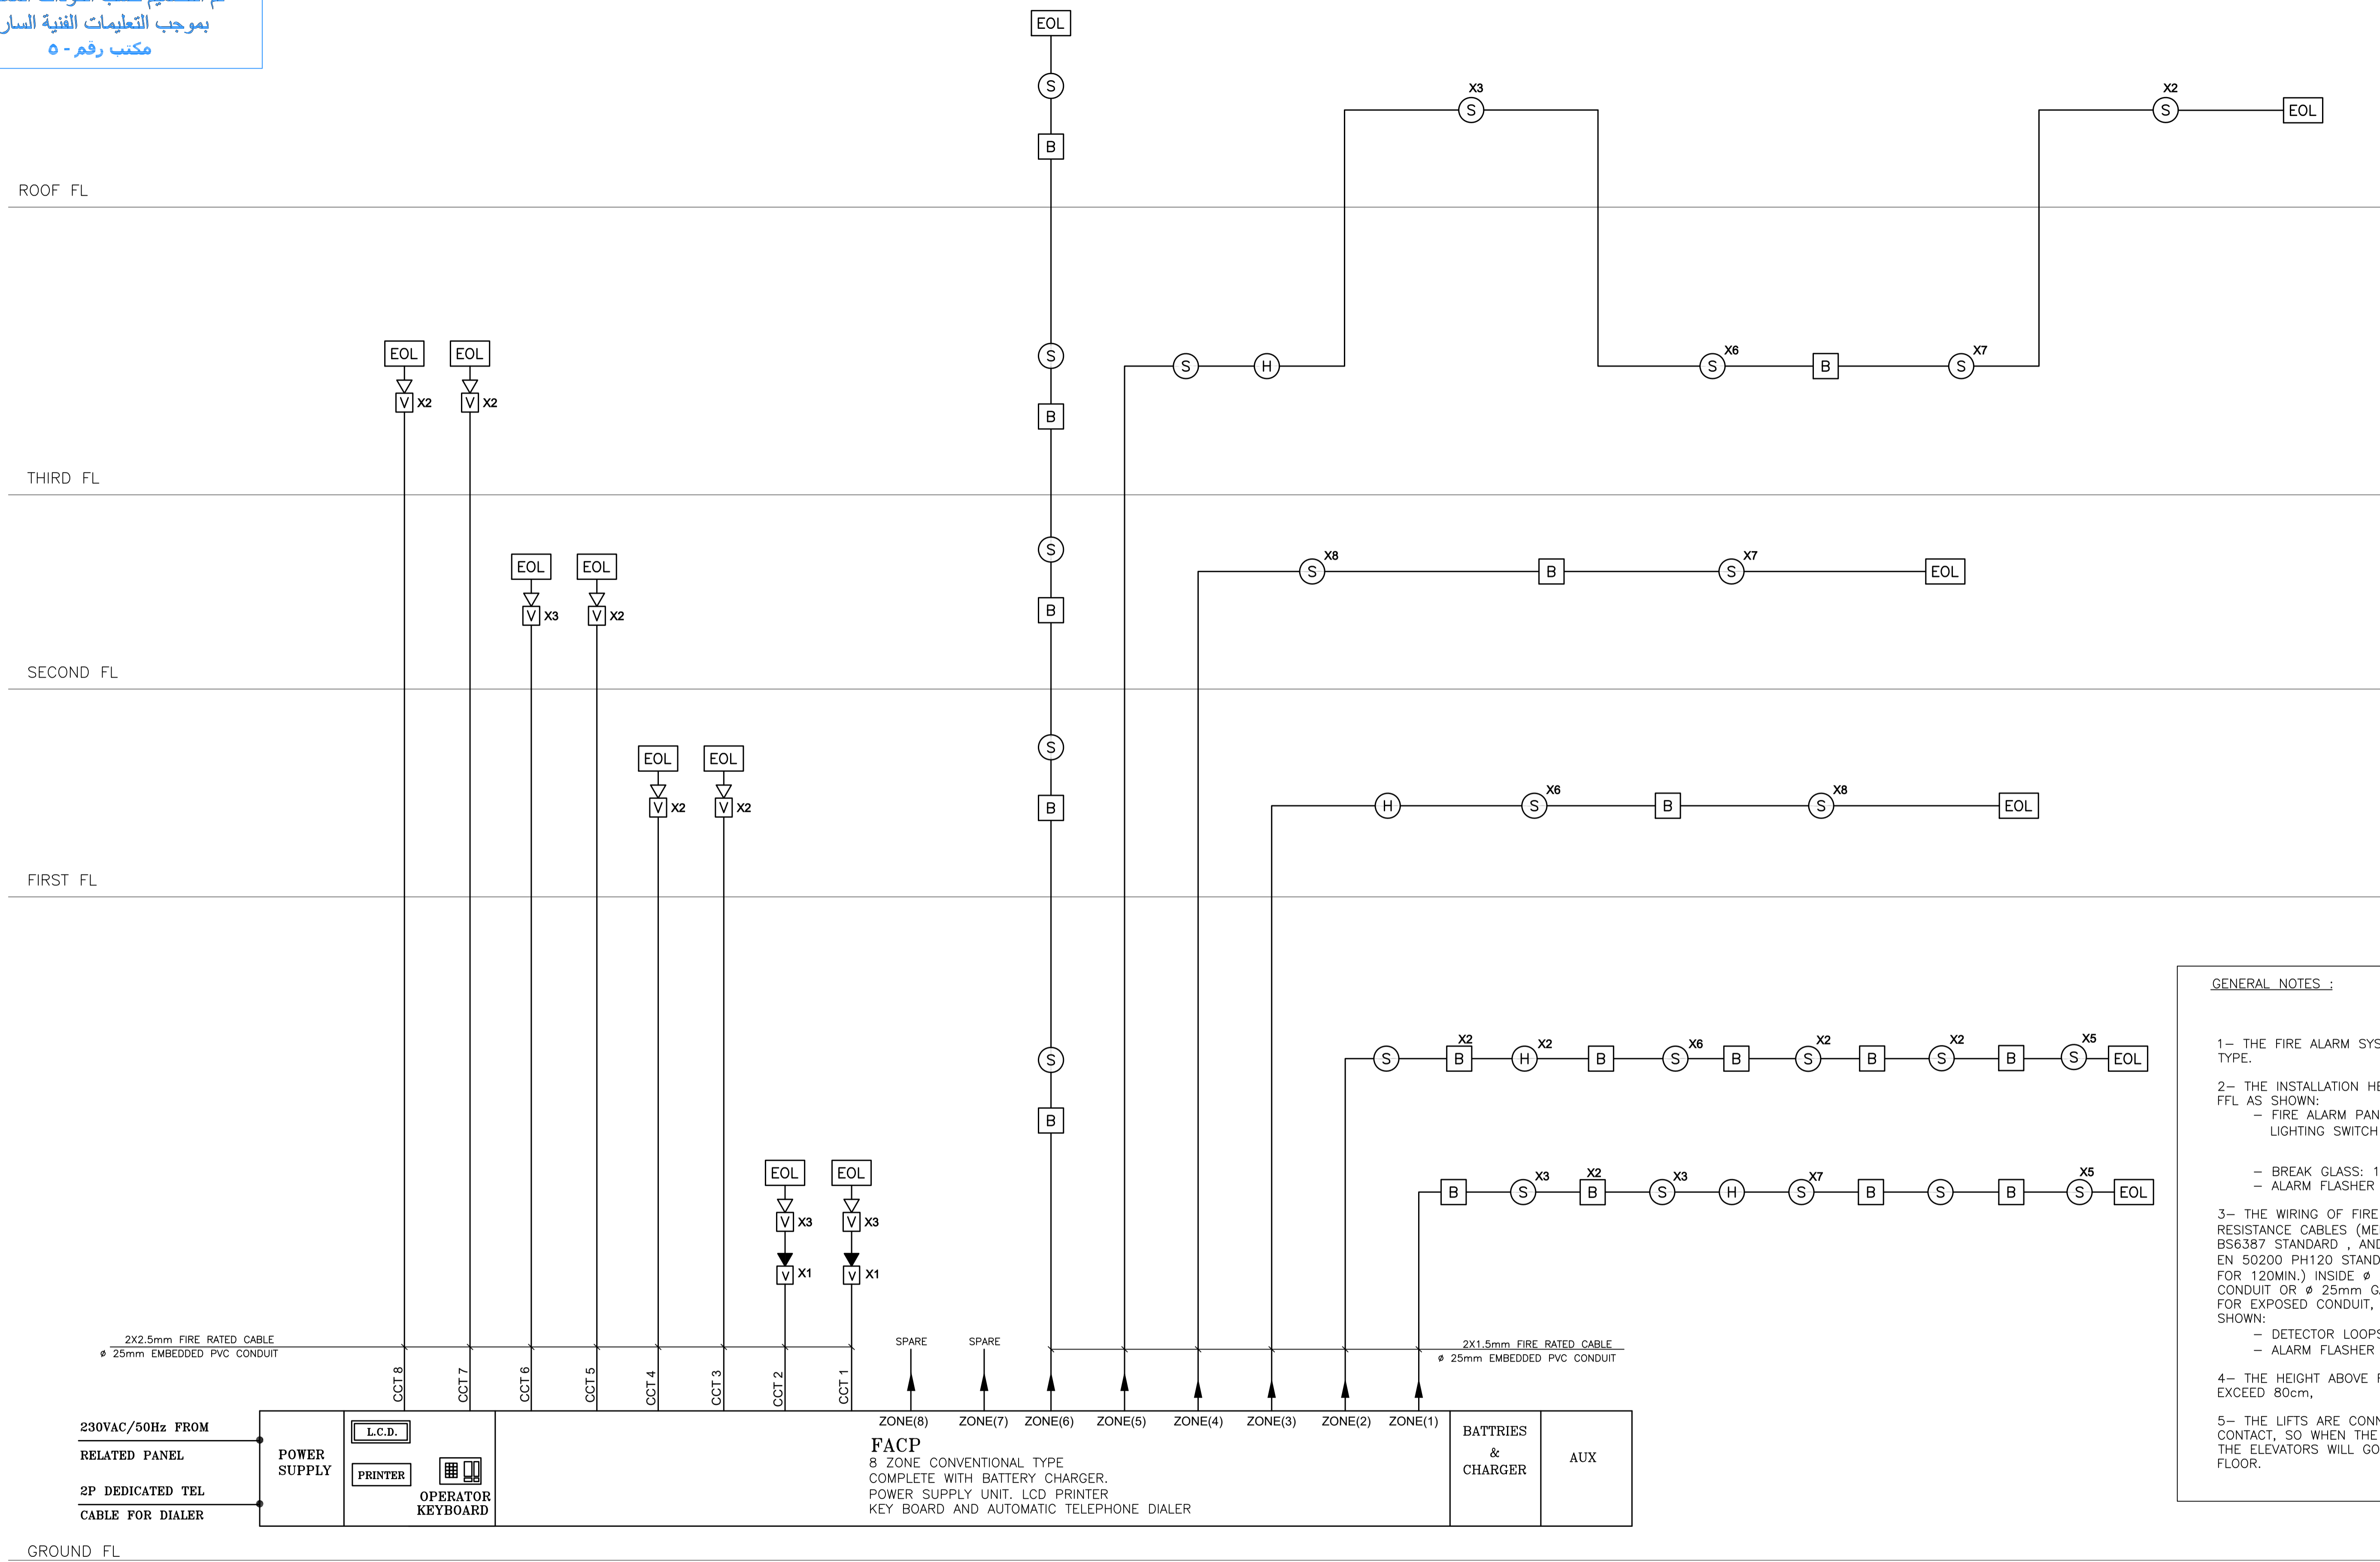 بموجب التعليمات الفنية
مكتب رقم - ٥
EOL
S
B
X3
S
X2
S
EOL
ROOF FL
EOL
EOL
V X2
V X2
S
B
S
H
S X6
B
S X7
THIRD FL
EOL
EOL
V X3
V X2
S
B
S X8
B
S X7
EOL
SECOND FL
EOL
EOL
V X2
V X2
S
B
H
S X6
B
S X8
EOL
FIRST FL
S
B
S
X2
B
H X2
B
S X6
B
S X2
B
S X2
B
S X5
EOL
EOL
EOL
V X3
V X3
V X1
V X1
B
S X3
X2
B
S X3
H
S X7
B
S
B
S X5
EOL
2X2.5mm FIRE RATED CABLE
ø 25mm EMBEDDED PVC CONDUIT
CCT 8
CCT 7
CCT 6
CCT 5
CCT 4
CCT 3
CCT 2
CCT 1
SPARE
SPARE
2X1.5mm FIRE RATED CABLE
ø 25mm EMBEDDED PVC CONDUIT
ZONE(8)
ZONE(7)
ZONE(6)
ZONE(5)
ZONE(4)
ZONE(3)
ZONE(2)
ZONE(1)
230VAC/50Hz FROM
RELATED PANEL
2P DEDICATED TEL
CABLE FOR DIALER
POWER
SUPPLY
L.C.D.
PRINTER
OPERATOR
KEYBOARD
FACP
8 ZONE CONVENTIONAL TYPE
COMPLETE WITH BATTERY CHARGER.
POWER SUPPLY UNIT. LCD PRINTER
KEY BOARD AND AUTOMATIC TELEPHONE DIALER
BATTRIES
&
CHARGER
AUX
GROUND FL
GENERAL NOTES :
1– THE FIRE ALARM
TYPE.
2– THE INSTALLATION
FFL AS SHOWN:
– FIRE ALARM
LIGHTING SWITCH
– BREAK GLASS: 1
– ALARM FLASHER
3– THE WIRING OF FIRE
RESISTANCE CABLES
BS6387 STANDARD , AND
EN 50200 PH120
FOR 120MIN.) INSIDE ø
CONDUIT OR ø 25mm
FOR EXPOSED CONDUIT,
SHOWN:
– DETECTOR
– ALARM FLASHER
4– THE HEIGHT ABOVE
EXCEED 80cm,
5– THE LIFTS ARE
CONTACT, SO WHEN THE
THE ELEVATORS WILL GO
FLOOR.